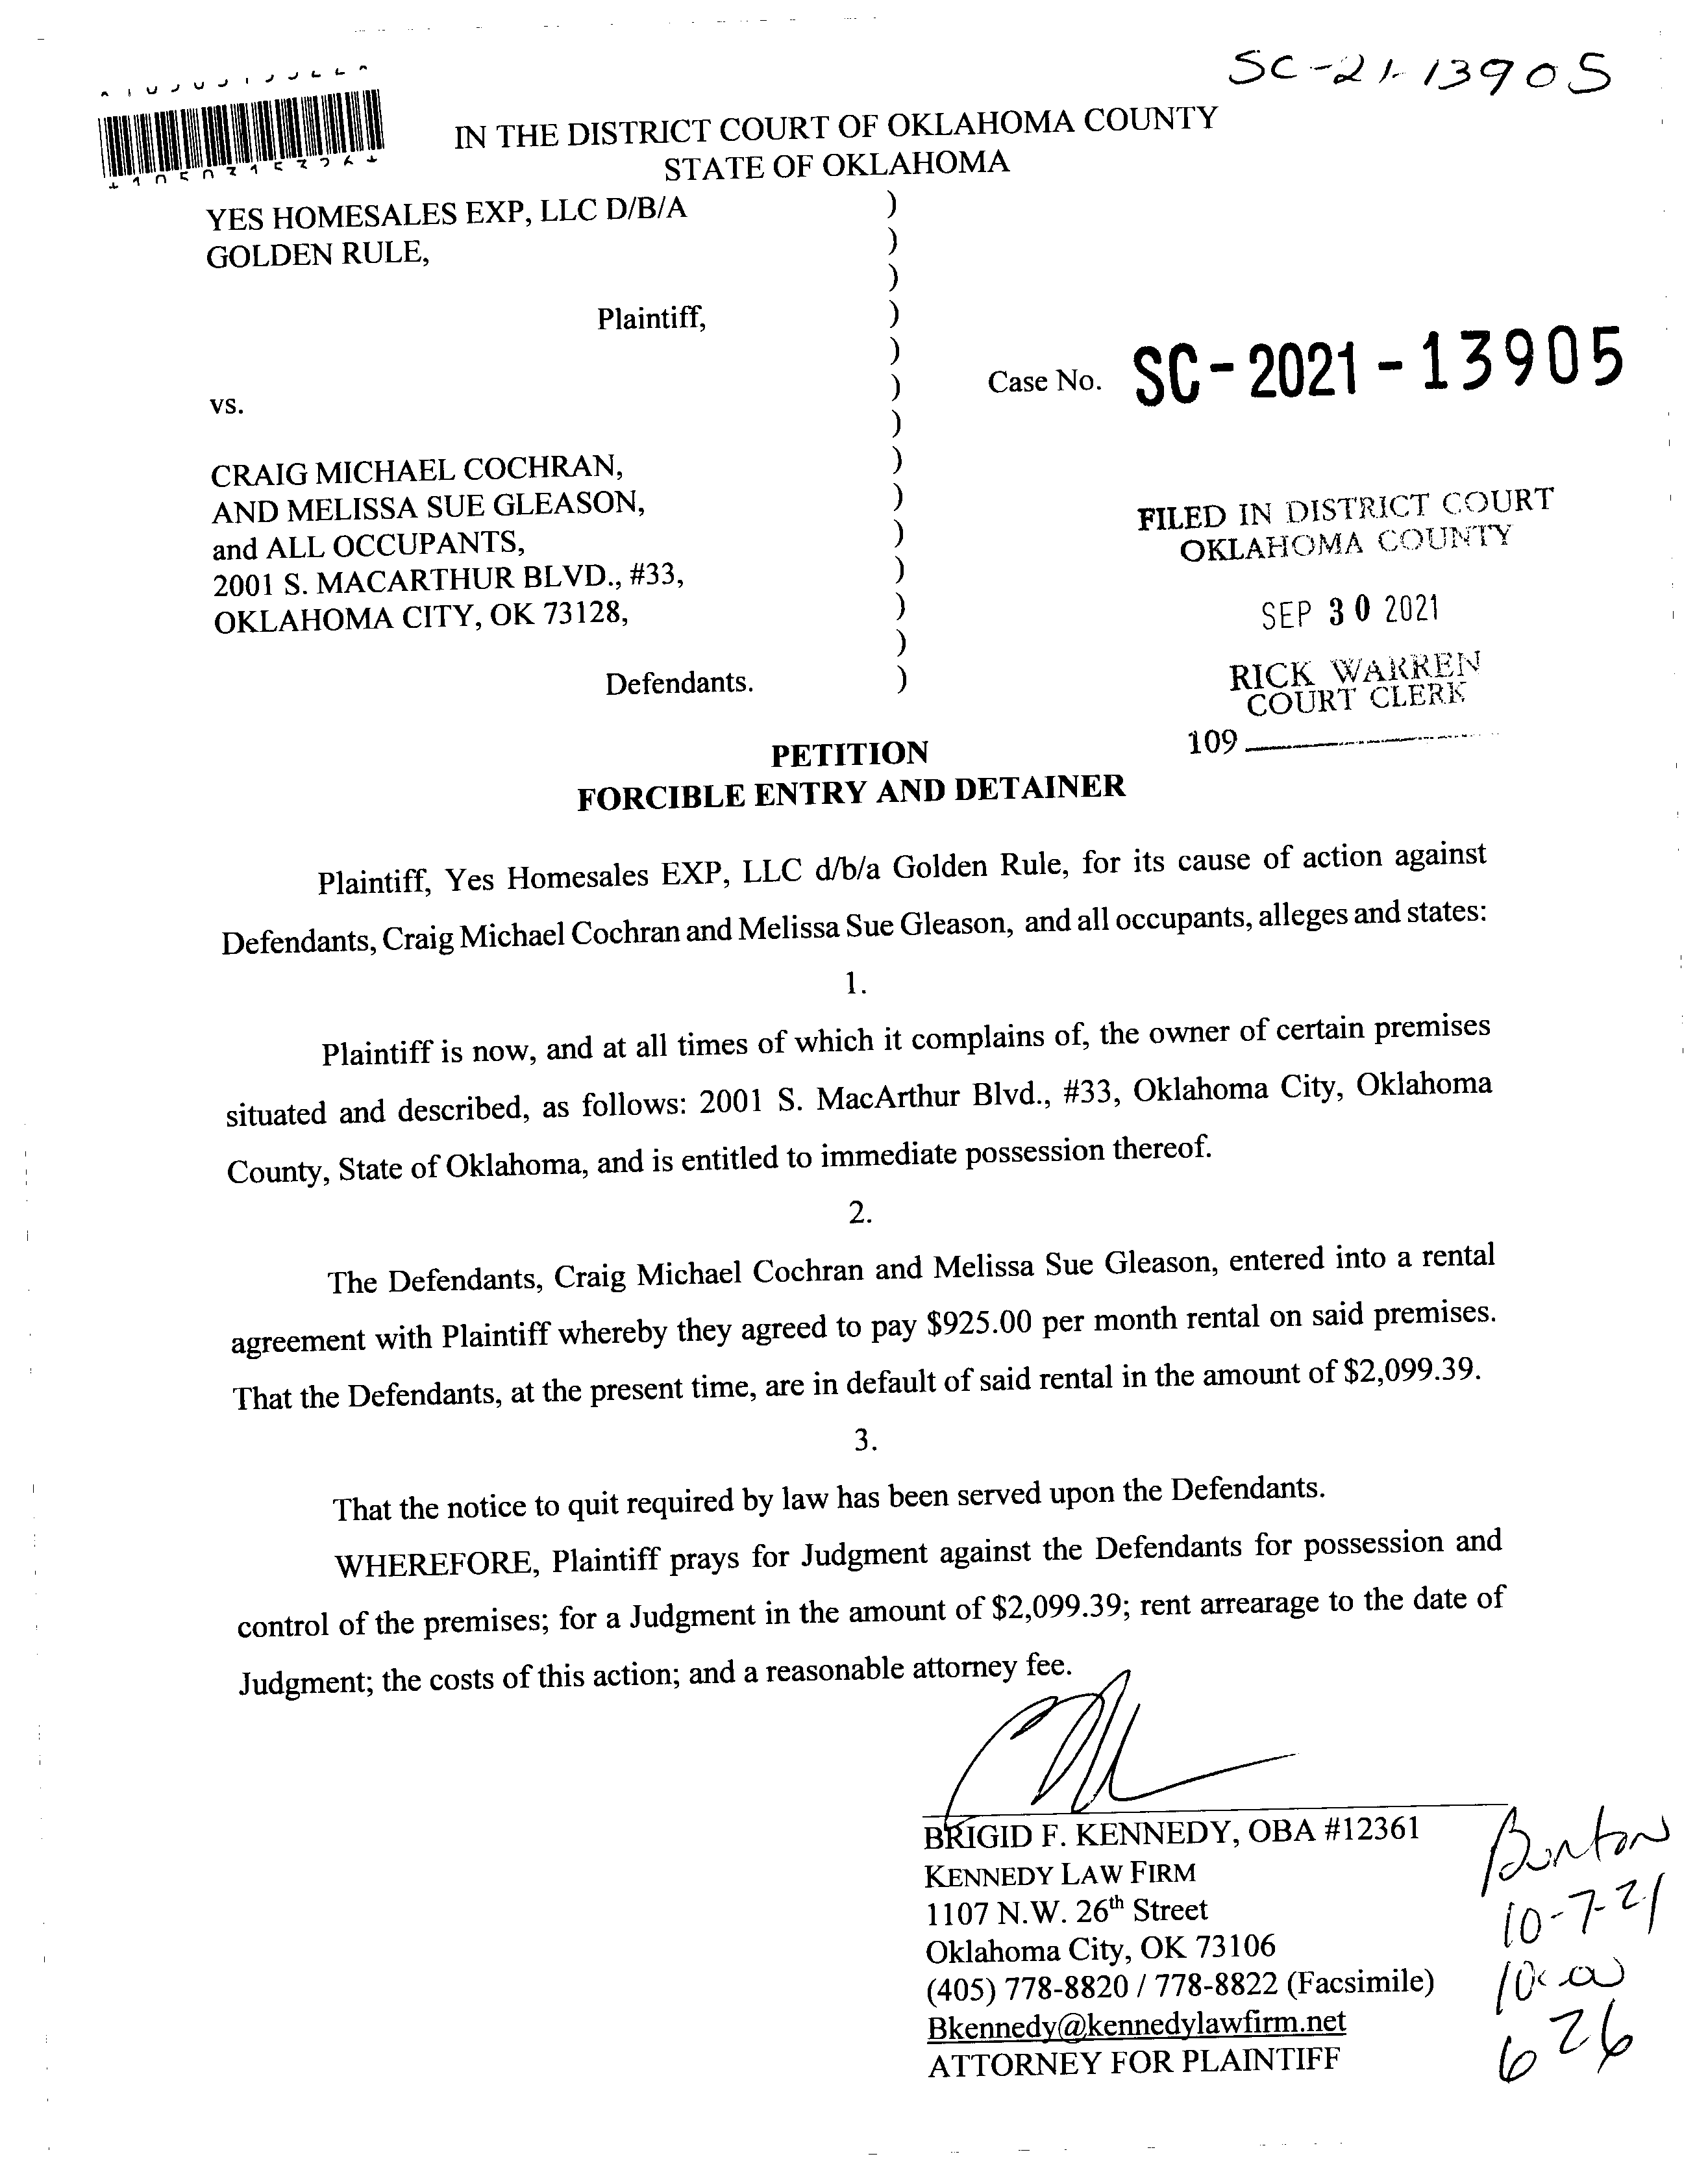 SC-21-13905
IN THE DISTRICT COURT OF OKLAHOMA COUNTY
STATE OF OKLAHOMA
YES HOMESALES EXP, LLC D/B/A
GOLDEN RULE,
Plaintiff,
vs.
Case No. SC-2021-13905
CRAIG MICHAEL COCHRAN,
AND MELISSA SUE GLEASON,
and ALL OCCUPANTS,
2001 S. MACARTHUR BLVD., #33,
OKLAHOMA CITY, OK 73128,
Defendants.
FILED IN DISTRICT COURT
OKLAHOMA COUNTY
SEP 30 2021
RICK WARREN
COURT CLERK
109
PETITION
FORCIBLE ENTRY AND DETAINER
Plaintiff, Yes Homesales EXP, LLC d/b/a Golden Rule, for its cause of action against
Defendants, Craig Michael Cochran and Melissa Sue Gleason, and all occupants, alleges and states:
1.
Plaintiff is now, and at all times of which it complains of, the owner of certain premises
situated and described, as follows: 2001 S. MacArthur Blvd., #33, Oklahoma City, Oklahoma
County, State of Oklahoma, and is entitled to immediate possession thereof.
2.
The Defendants, Craig Michael Cochran and Melissa Sue Gleason, entered into a rental
agreement with Plaintiff whereby they agreed to pay $925.00 per month rental on said premises.
That the Defendants, at the present time, are in default of said rental in the amount of $2,099.39.
3.
That the notice to quit required by law has been served upon the Defendants.
WHEREFORE, Plaintiff prays for Judgment against the Defendants for possession and
control of the premises; for a Judgment in the amount of $2,099.39; rent arrearage to the date of
Judgment; the costs of this action; and a reasonable attorney fee.
BRIGID F. KENNEDY, OBA #12361
KENNEDY LAW FIRM
1107 N.W. 26th Street
Oklahoma City, OK 73106
(405) 778-8820 / 778-8822 (Facsimile)
Bkennedy@kennedylawfirm.net
ATTORNEY FOR PLAINTIFF
10-7-21
626